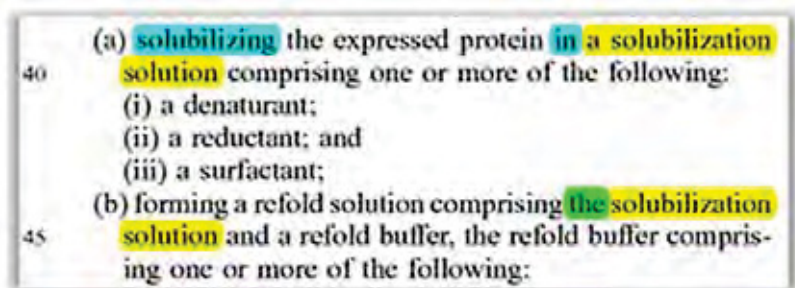 (a) solubilizing the expressed protein in a solubilization
40 solution comprising one or more of the following:
(i) a denaturant;
(ii) a reductant; and
(iii) a surfactant;
(b) forming a refold solution comprising the solubilization
45 solution and a refold buffer, the refold buffer compris-
ing one or more of the following: